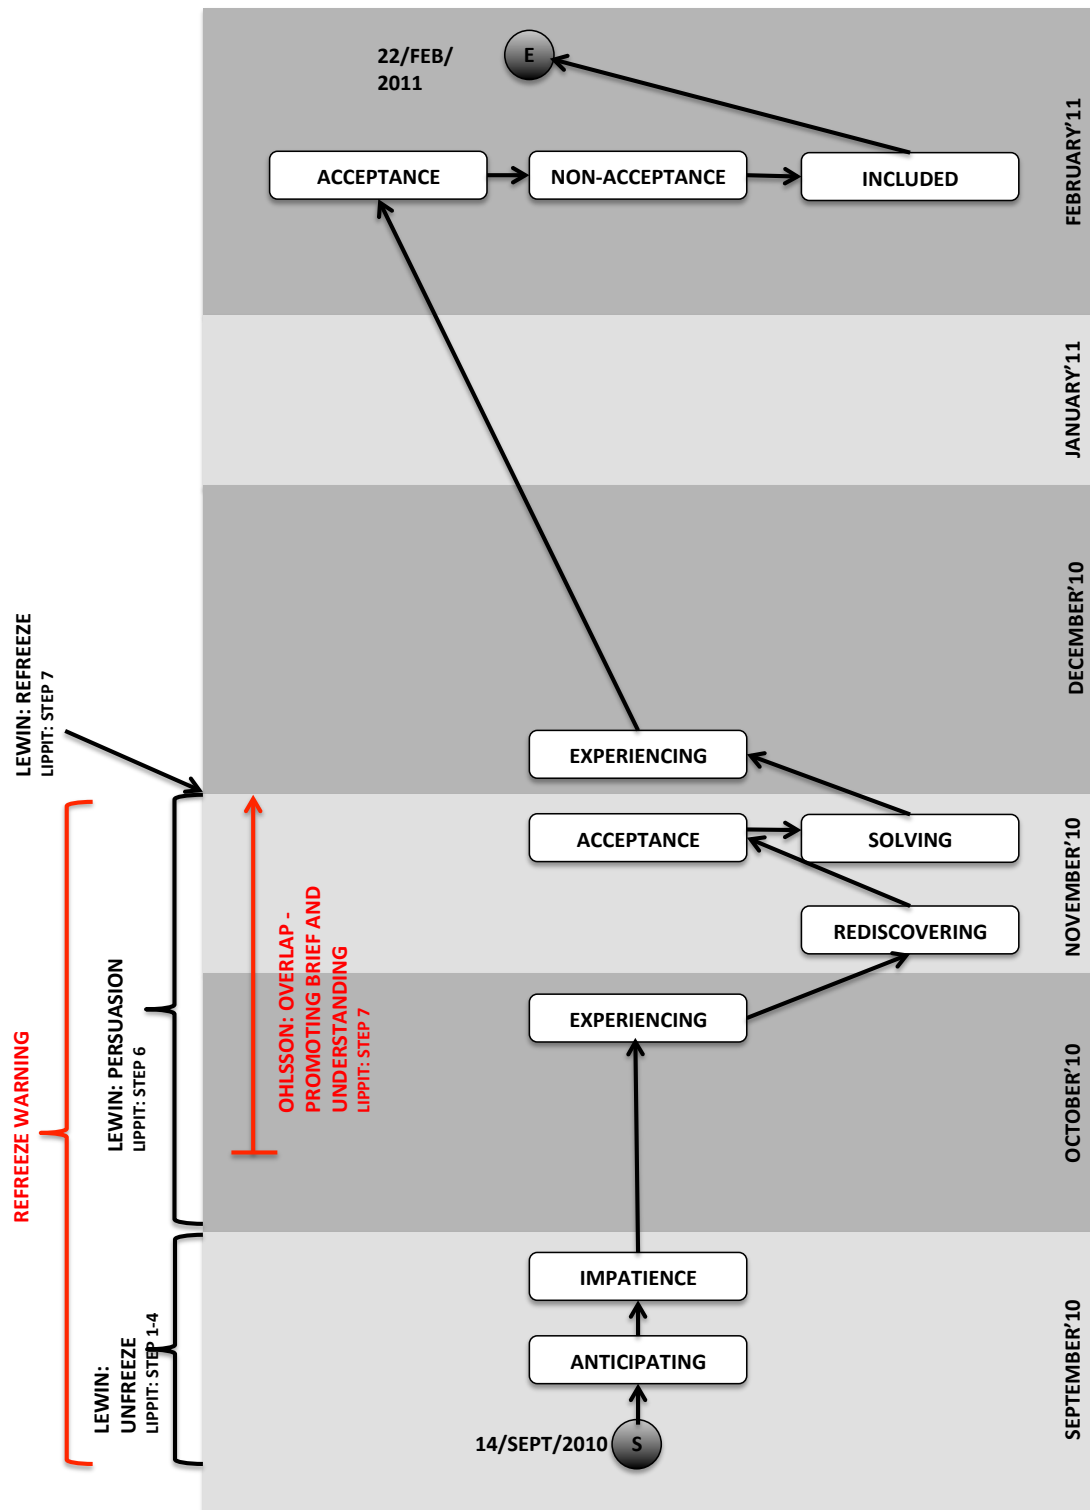 22/FEB/
2011
E
FEBRUARY'11
ACCEPTANCE
NON-ACCEPTANCE
INCLUDED
JANUARY'11
DECEMBER'10
LEWIN: REFREEZE
LIPPIT: STEP 7
EXPERIENCING
ACCEPTANCE
SOLVING
NOVEMBER'10
REDISCOVERING
OHLSSON: OVERLAP -
PROMOTING BRIEF AND
UNDERSTANDING
LIPPIT: STEP 7
LEWIN: PERSUASION
LIPPIT: STEP 6
REFREEZE WARNING
EXPERIENCING
OCTOBER'10
IMPATIENCE
ANTICIPATING
SEPTEMBER'10
LEWIN:
UNFREEZE
LIPPIT: STEP 1-4
14/SEPT/2010
S